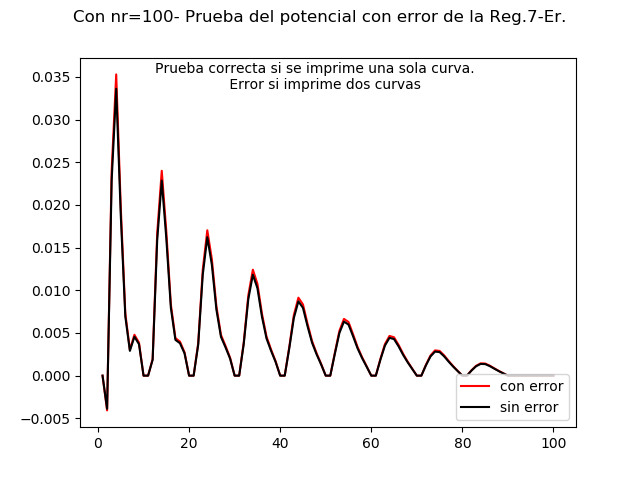 Con nr=100- Prueba del potencial con error de la Reg.7-Er.
Prueba correcta si se imprime una sola curva.
Error si imprime dos curvas
0.035
0.030
0.025
0.020
0.015
0.010
0.005
0.000
−0.005
0 20 40 60 80 100
con error
sin error